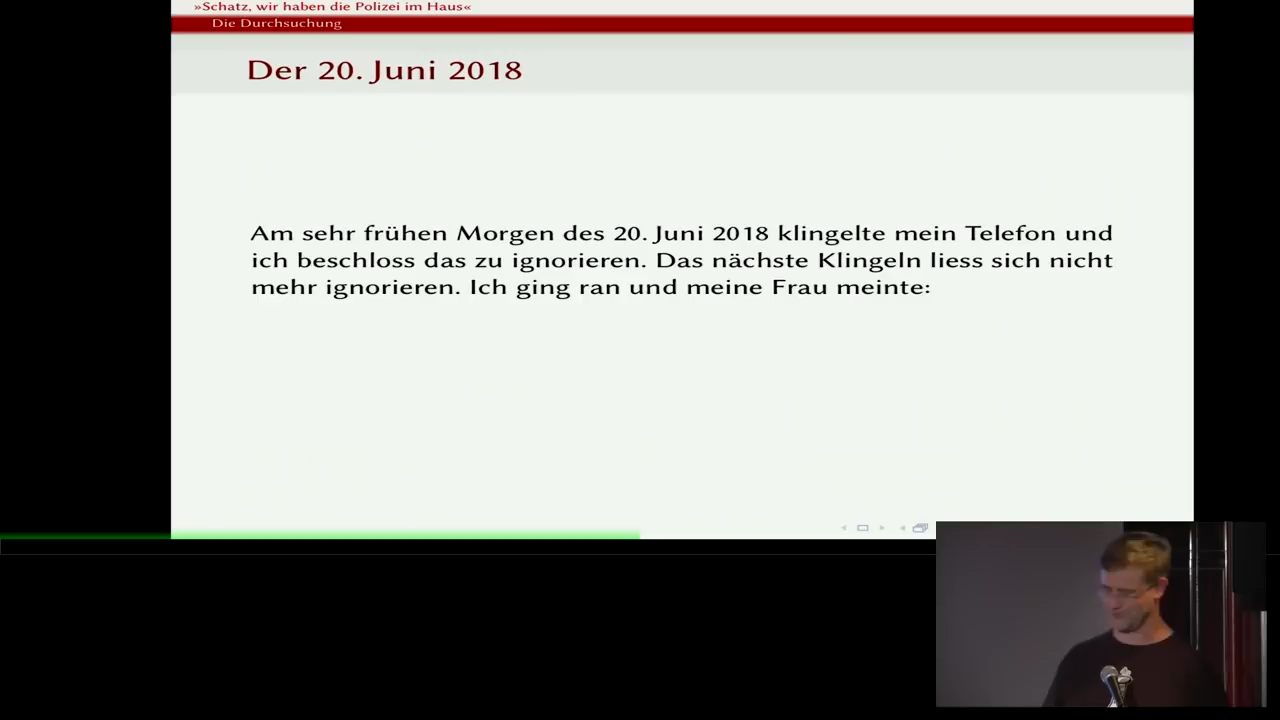 »Schatz, wir haben die Polizei im Haus«
Die Durchsuchung
Der 20. Juni 2018
Am sehr frühen Morgen des 20. Juni 2018 klingelte mein Telefon und
ich beschloss das zu ignorieren. Das nächste Klingeln liess sich nicht
mehr ignorieren. Ich ging ran und meine Frau meinte: